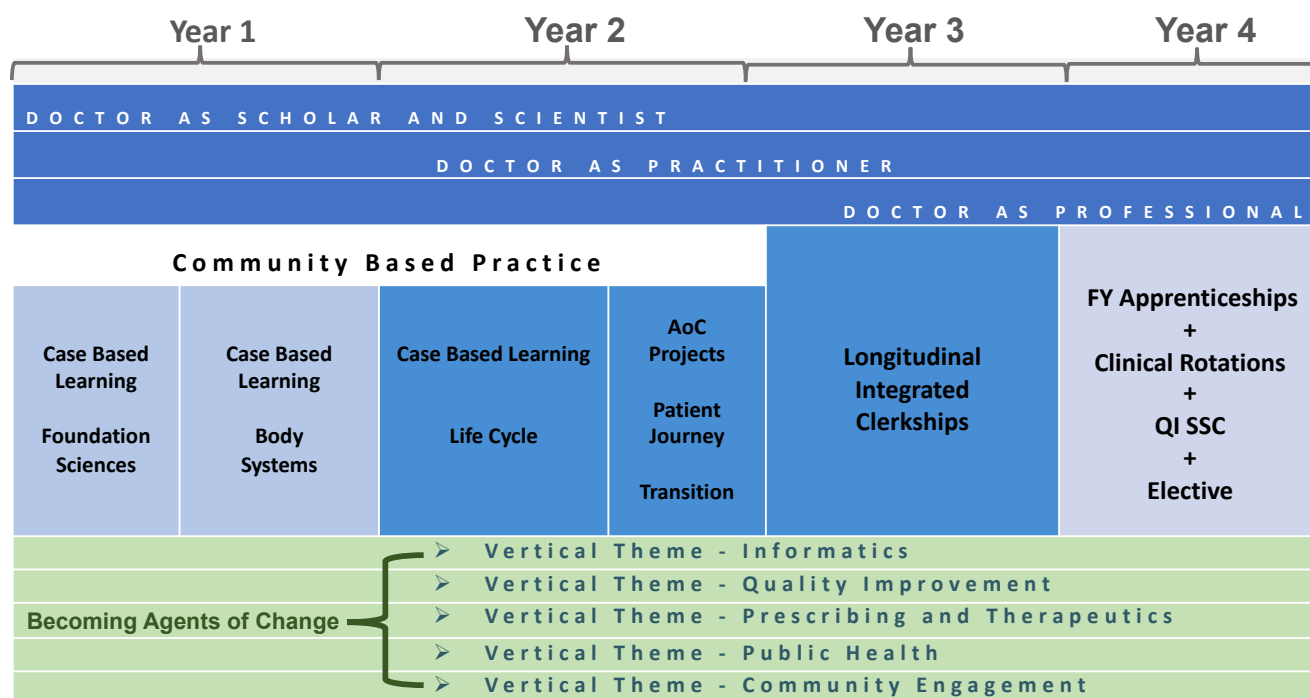 Year 1 Year 2 Year 3 Year 4
DOCTOR AS SCHOLAR AND SCIENTIST
DOCTOR AS PRACTITIONER
DOCTOR AS PROFESSIONAL
Community Based Practice
Case Based
Learning
Foundation
Sciences
Case Based
Learning
Body
Systems
Case Based Learning
Life Cycle
AoC
Projects
Patient
Journey
Transition
Longitudinal
Integrated
Clerkships
FY Apprenticeships
+
Clinical Rotations
+
QI SSC
+
Elective
Becoming Agents of Change
➢ Vertical Theme - Informatics
➢ Vertical Theme - Quality Improvement
➢ Vertical Theme - Prescribing and Therapeutics
➢ Vertical Theme - Public Health
➢ Vertical Theme - Community Engagement